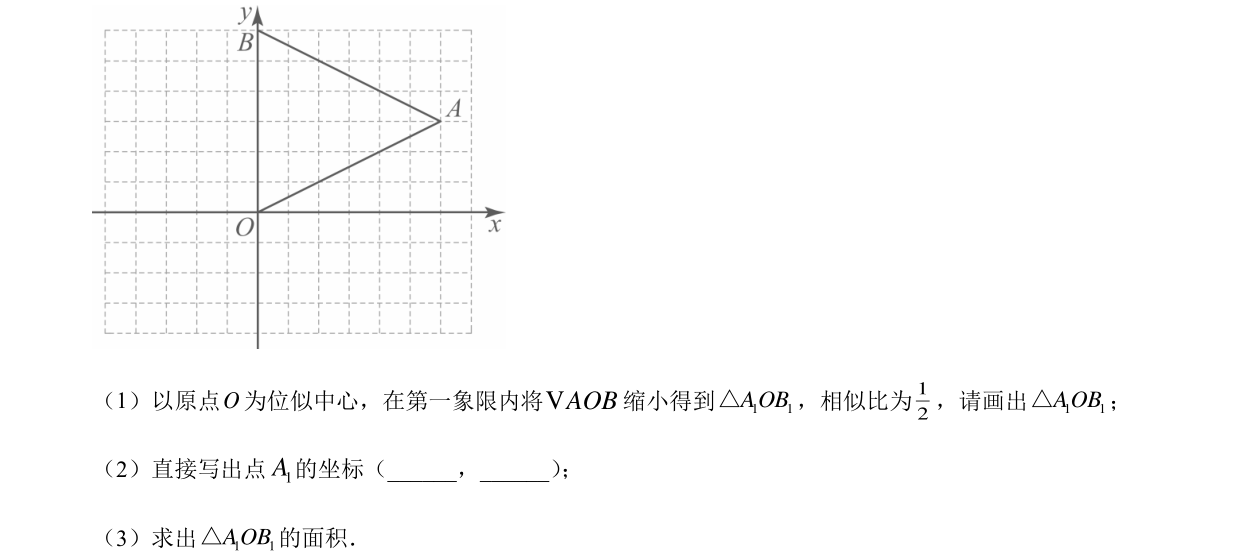 y
B
A
O
x
（1）以原点O为位似中心，在第一象限内将VAOB缩小得到△A₁OB₁，相似比为1/2，请画出△A₁OB₁；
（2）直接写出点A₁的坐标（______，______）；
（3）求出△A₁OB₁的面积．